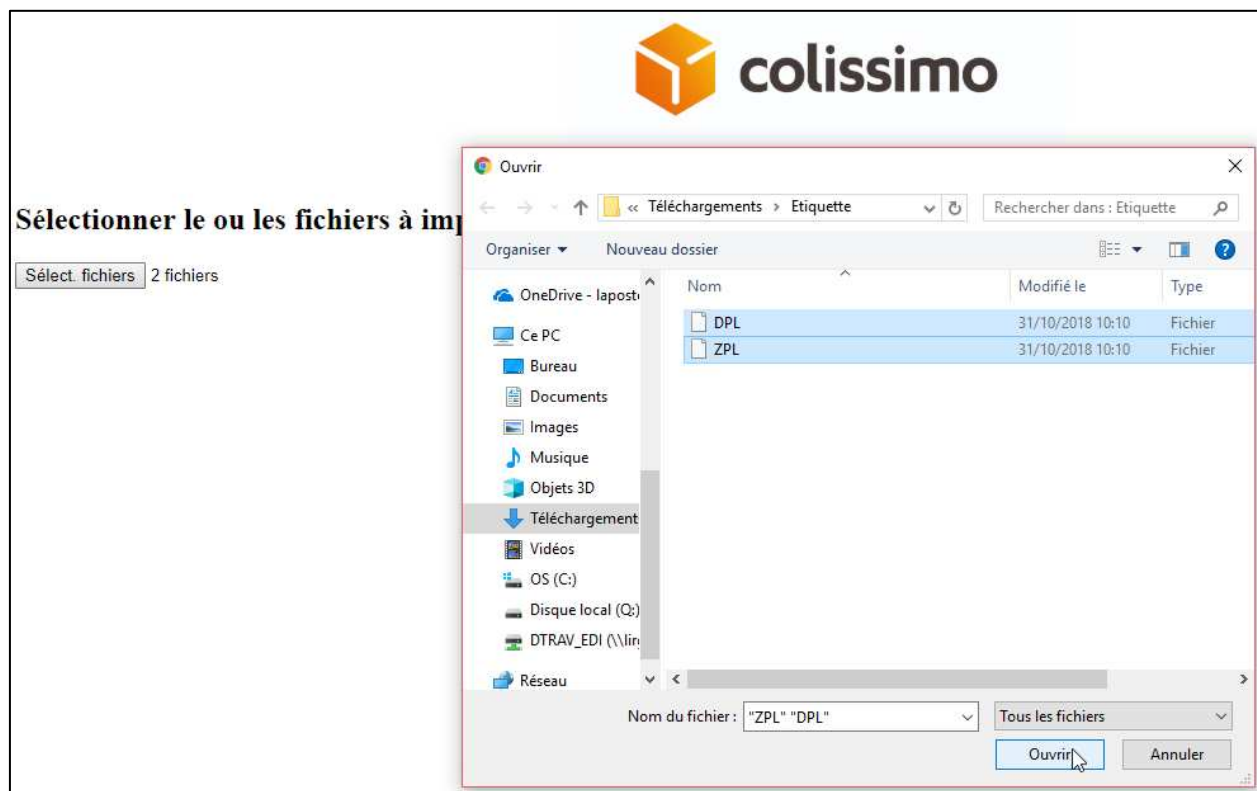 colissimo
Sélectionner le ou les fichiers à imp
Sélect. fichiers 2 fichiers
Ouvrir
« Téléchargements > Etiquette
Rechercher dans : Etiquette
Organiser
Nouveau dossier
Nom
Modifié le
Type
DPL
31/10/2018 10:10
Fichier
ZPL
31/10/2018 10:10
Fichier
OneDrive - laposte
Ce PC
Bureau
Documents
Images
Musique
Objets 3D
Téléchargement
Vidéos
OS (C:)
Disque local (Q:)
DTRAV_EDI (\\lirg
Réseau
Nom du fichier :
"ZPL" "DPL"
Tous les fichiers
Ouvrir
Annuler